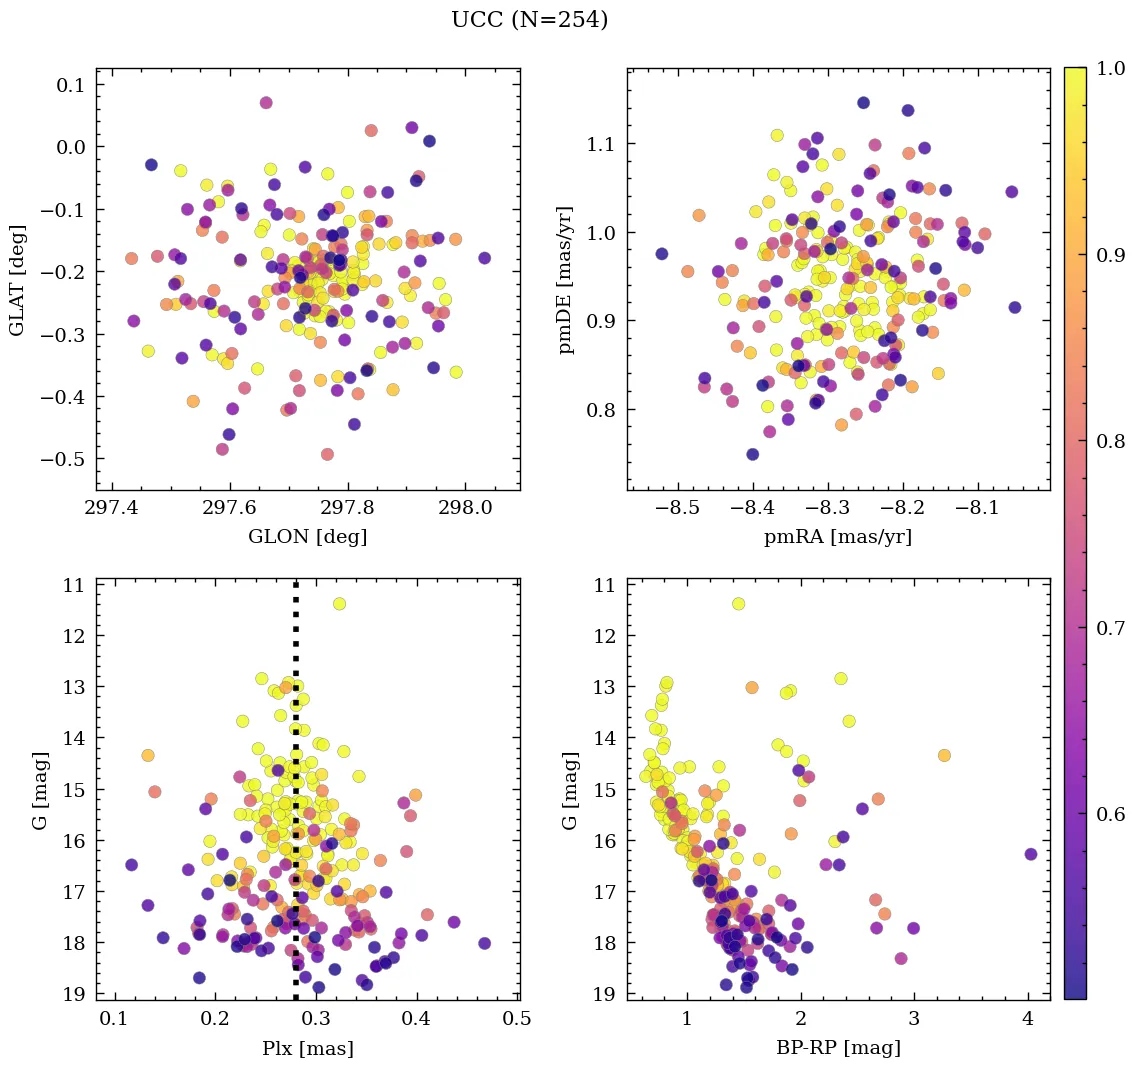 UCC (N=254)
0.1
0.0
−0.1
−0.2
−0.3
−0.4
−0.5
GLAT [deg]
297.4 297.6 297.8 298.0
GLON [deg]
1.1
1.0
0.9
0.8
pmDE [mas/yr]
−8.5 −8.4 −8.3 −8.2 −8.1
pmRA [mas/yr]
1.0
0.9
0.8
0.7
0.6
11
12
13
14
15
16
17
18
19
G [mag]
0.1 0.2 0.3 0.4 0.5
Plx [mas]
11
12
13
14
15
16
17
18
19
G [mag]
1 2 3 4
BP-RP [mag]